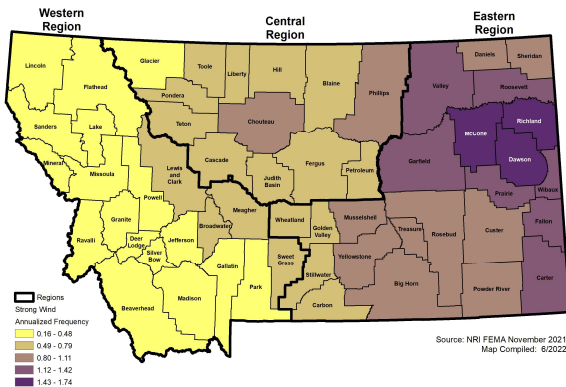 Western
Region
Central
Region
Eastern
Region
Lincoln
Flathead
Glacier
Toole
Liberty
Hill
Blaine
Phillips
Valley
Daniels
Sheridan
Roosevelt
Pondera
Chouteau
Teton
Richland
McCone
Sanders
Lake
Mineral
Missoula
Lewis
and
Clark
Cascade
Judith
Basin
Fergus
Petroleum
Garfield
Dawson
Prairie
Wibaux
Powell
Granite
Ravalli
Deer
Lodge
Silver
Bow
Jefferson
Broadwater
Meagher
Wheatland
Golden
Valley
Musselshell
Treasure
Rosebud
Custer
Fallon
Gallatin
Park
Sweet
Grass
Stillwater
Yellowstone
Big Horn
Powder River
Carter
Beaverhead
Madison
Carbon
Regions
Strong Wind
Annualized Frequency
0.16 - 0.48
0.49 - 0.79
0.80 - 1.11
1.12 - 1.42
1.43 - 1.74
Source: NRI FEMA November 2021
Map Compiled: 6/2022